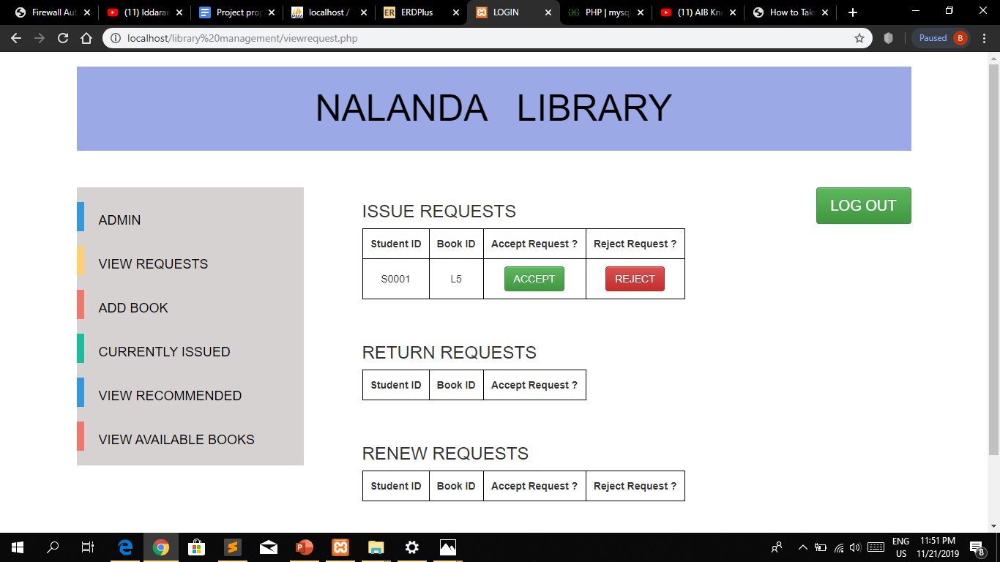 Firewall Aut
(11) Iddarar
Project prop
localhost /
ERDPlus
LOGIN
PHP | mysq
(11) AIB Kno
How to Take
localhost/library%20management/viewrequest.php
Paused B
NALANDA LIBRARY
LOG OUT
ADMIN
VIEW REQUESTS
ADD BOOK
CURRENTLY ISSUED
VIEW RECOMMENDED
VIEW AVAILABLE BOOKS
ISSUE REQUESTS
Student ID Book ID Accept Request ? Reject Request ?
S0001 L5 ACCEPT REJECT
RETURN REQUESTS
Student ID Book ID Accept Request ?
RENEW REQUESTS
Student ID Book ID Accept Request ? Reject Request ?
ENG 11:51 PM
US 11/21/2019
8